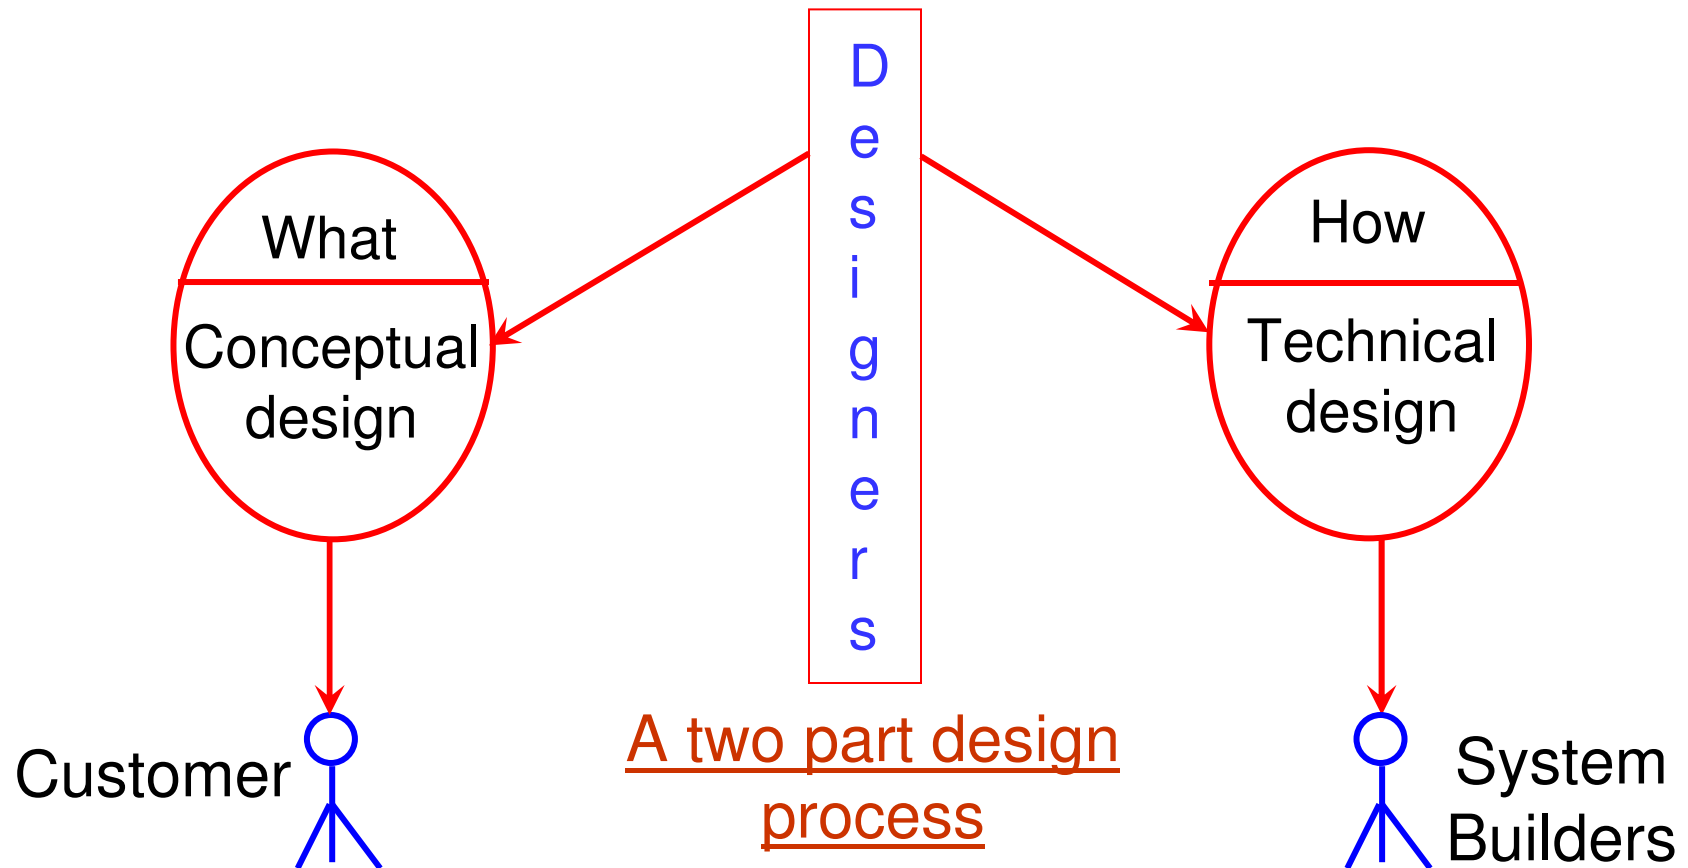 Designers
What
Conceptual
design
How
Technical
design
Customer
A two part design
process
System
Builders